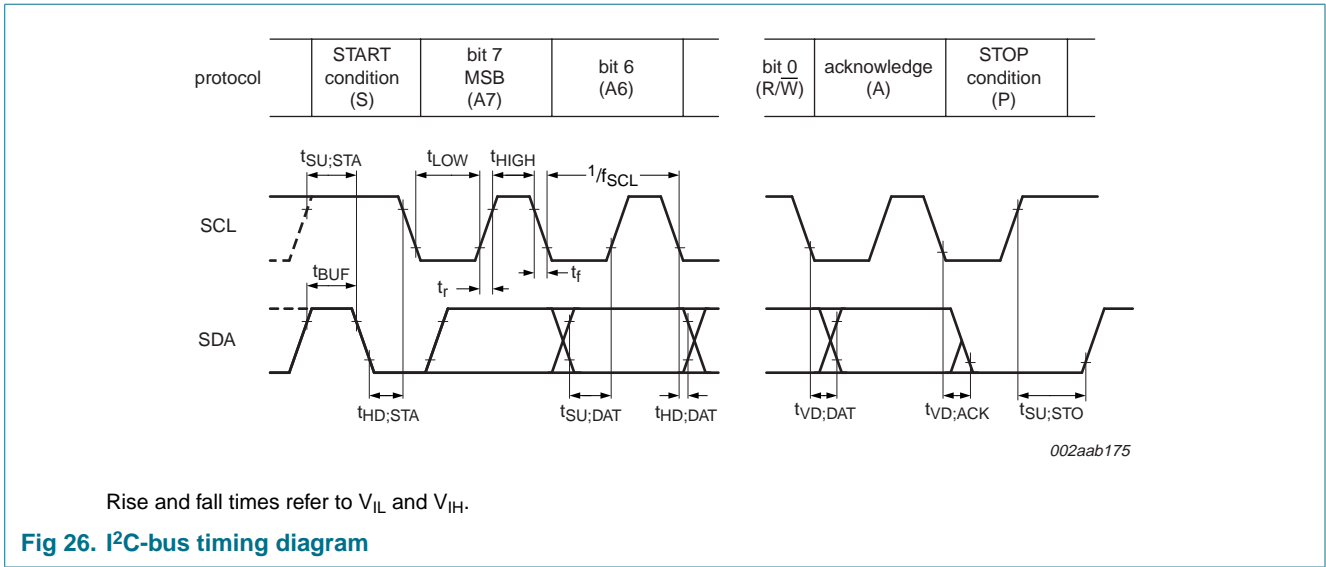 protocol
START
condition
(S)
bit 7
MSB
(A7)
bit 6
(A6)
bit 0
(R/W̅)
acknowledge
(A)
STOP
condition
(P)
tSU;STA
tLOW
tHIGH
1/fSCL
SCL
tBUF
tr
tf
SDA
tHD;STA
tSU;DAT
tHD;DAT
tVD;DAT
tVD;ACK
tSU;STO
002aab175
Rise and fall times refer to VIL and VIH.
Fig 26. I²C-bus timing diagram